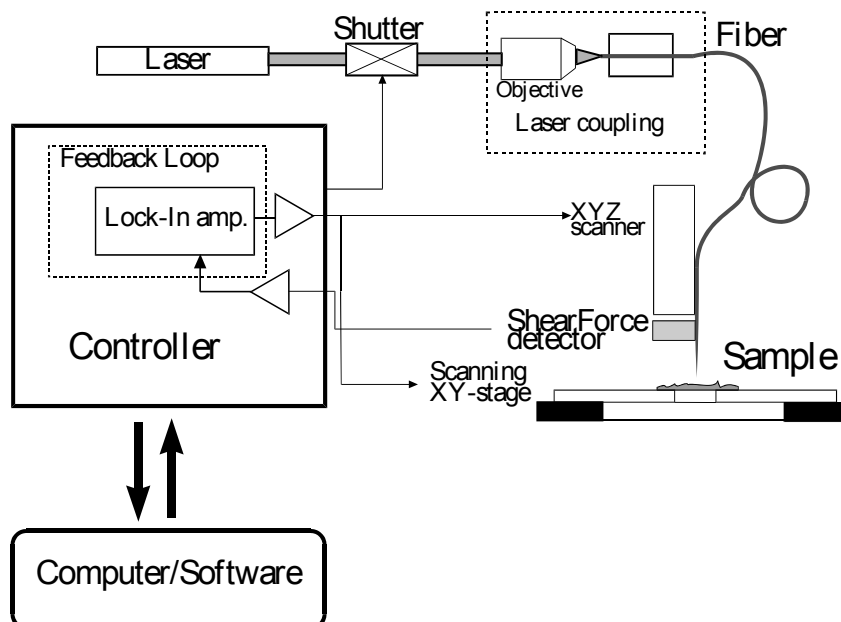 Shutter
Laser
Fiber
Objective
Laser coupling
Feedback Loop
Lock-In amp.
XYZ
scanner
Controller
ShearForce
detector
Sample
Scanning
XY-stage
Computer/Software